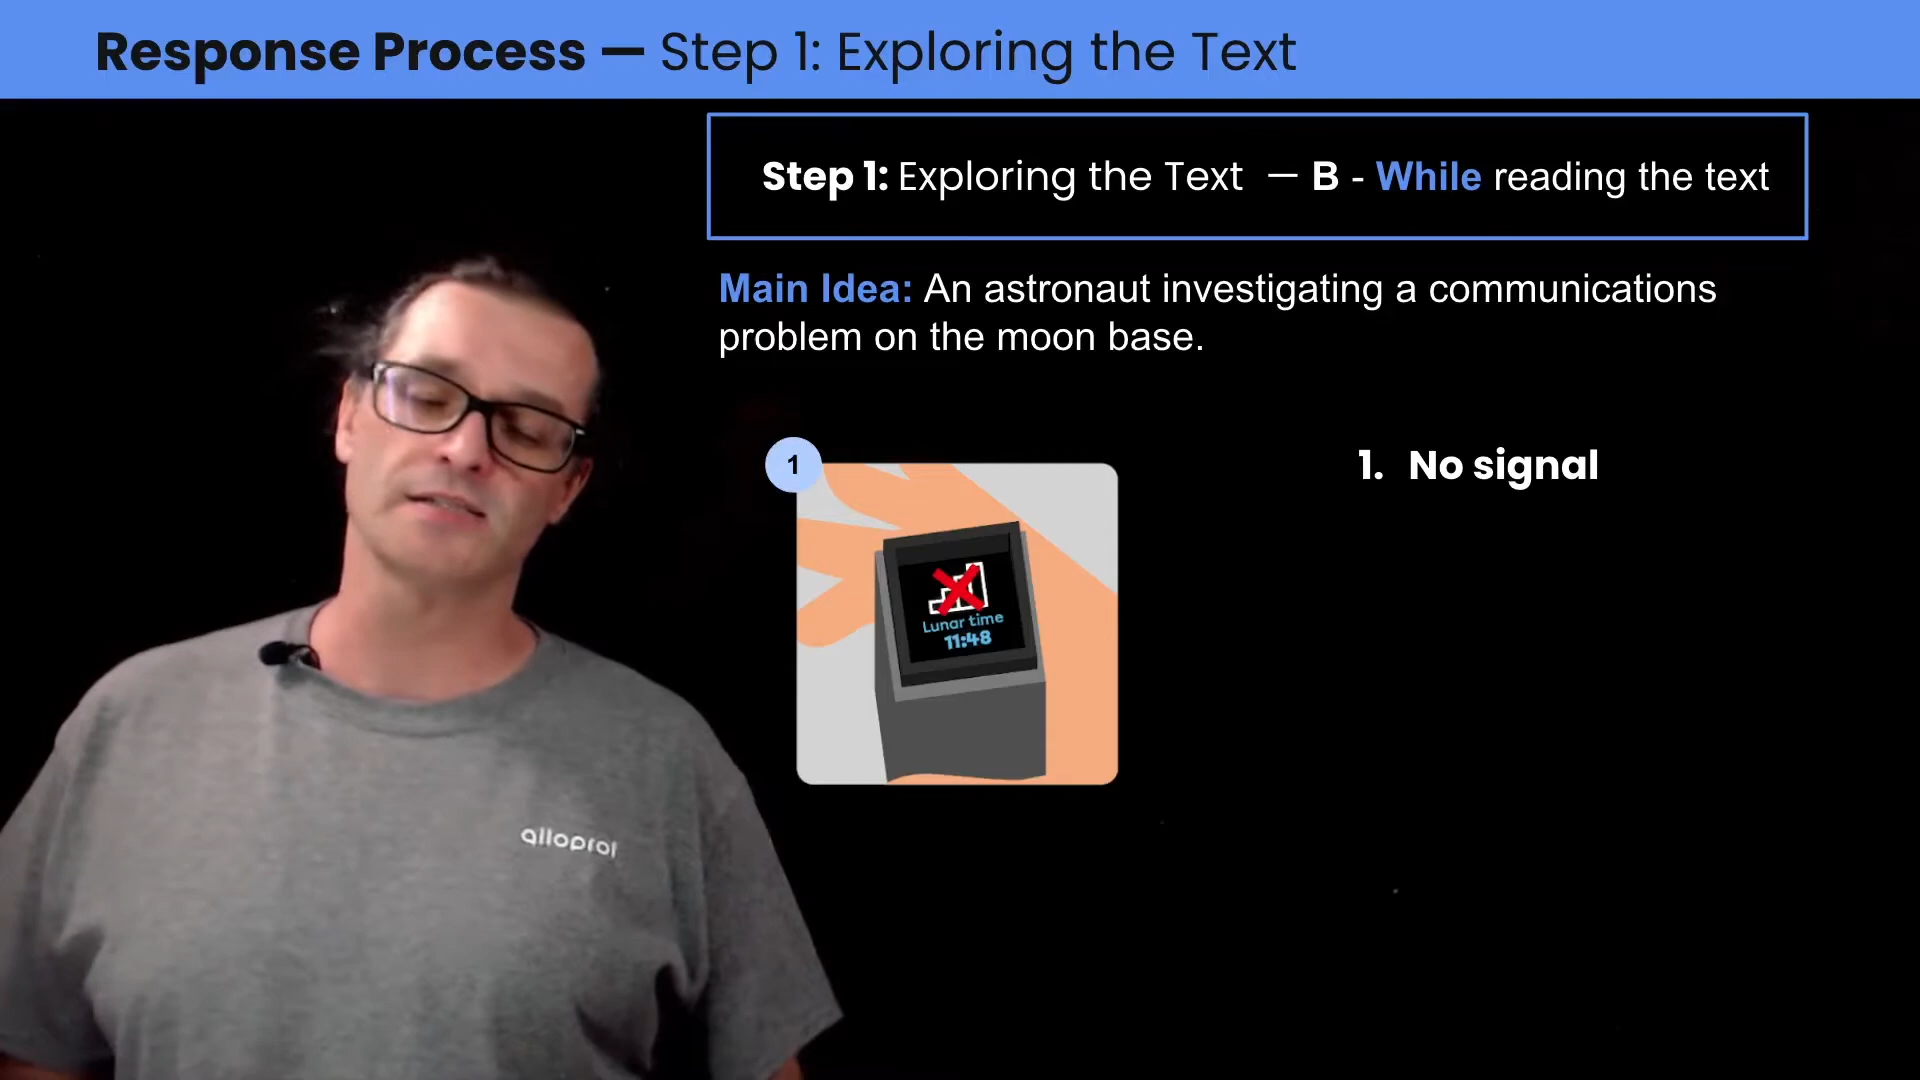 Response Process — Step 1: Exploring the Text
Step 1: Exploring the Text — B - While reading the text
Main Idea: An astronaut investigating a communications
problem on the moon base.
1
1. No signal
Lunar time
11:48
alloprof